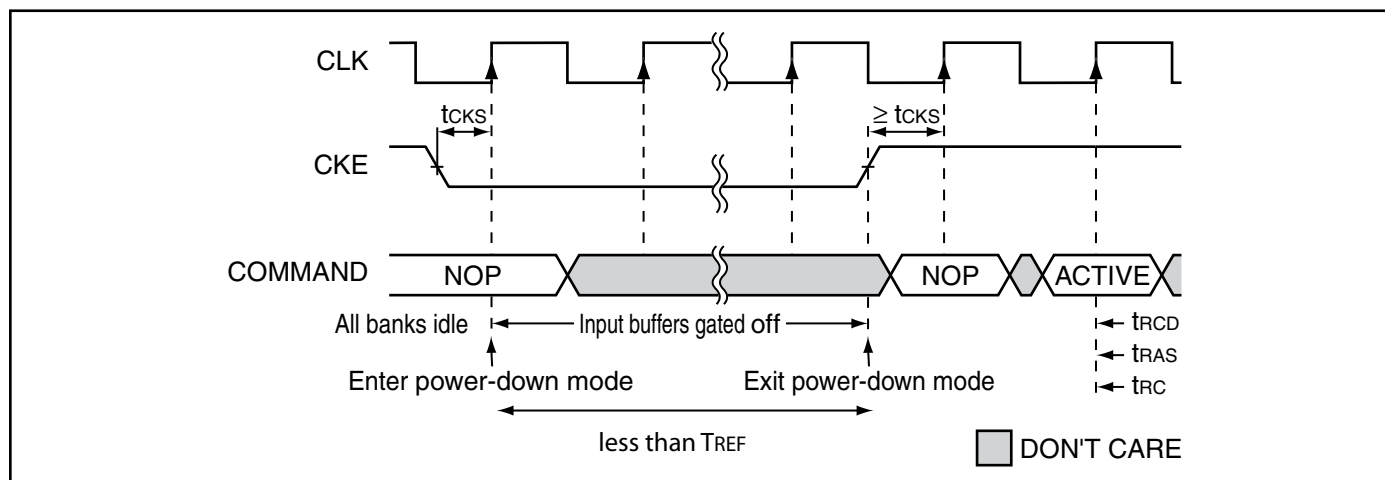 CLK
tCKS
≥ tCKS
CKE
COMMAND
NOP
NOP
ACTIVE
All banks idle
Input buffers gated off
tRCD
tRAS
tRC
Enter power-down mode
Exit power-down mode
less than TREF
DON'T CARE